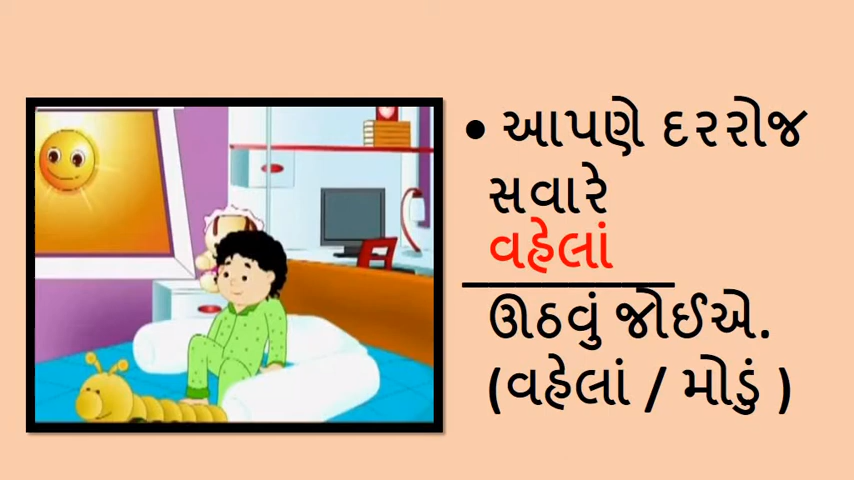 • આપણે દરરોજ
સવારે
વહેલાં
ઊઠવું જોઈએ.
(વહેલાં / મોડું )